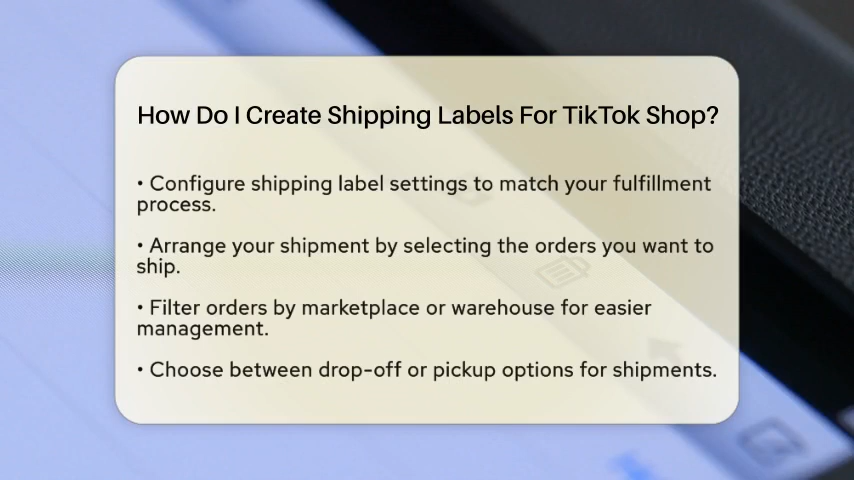 How Do I Create Shipping Labels For TikTok Shop?
• Configure shipping label settings to match your fulfillment
process.
• Arrange your shipment by selecting the orders you want to
ship.
• Filter orders by marketplace or warehouse for easier
management.
• Choose between drop-off or pickup options for shipments.